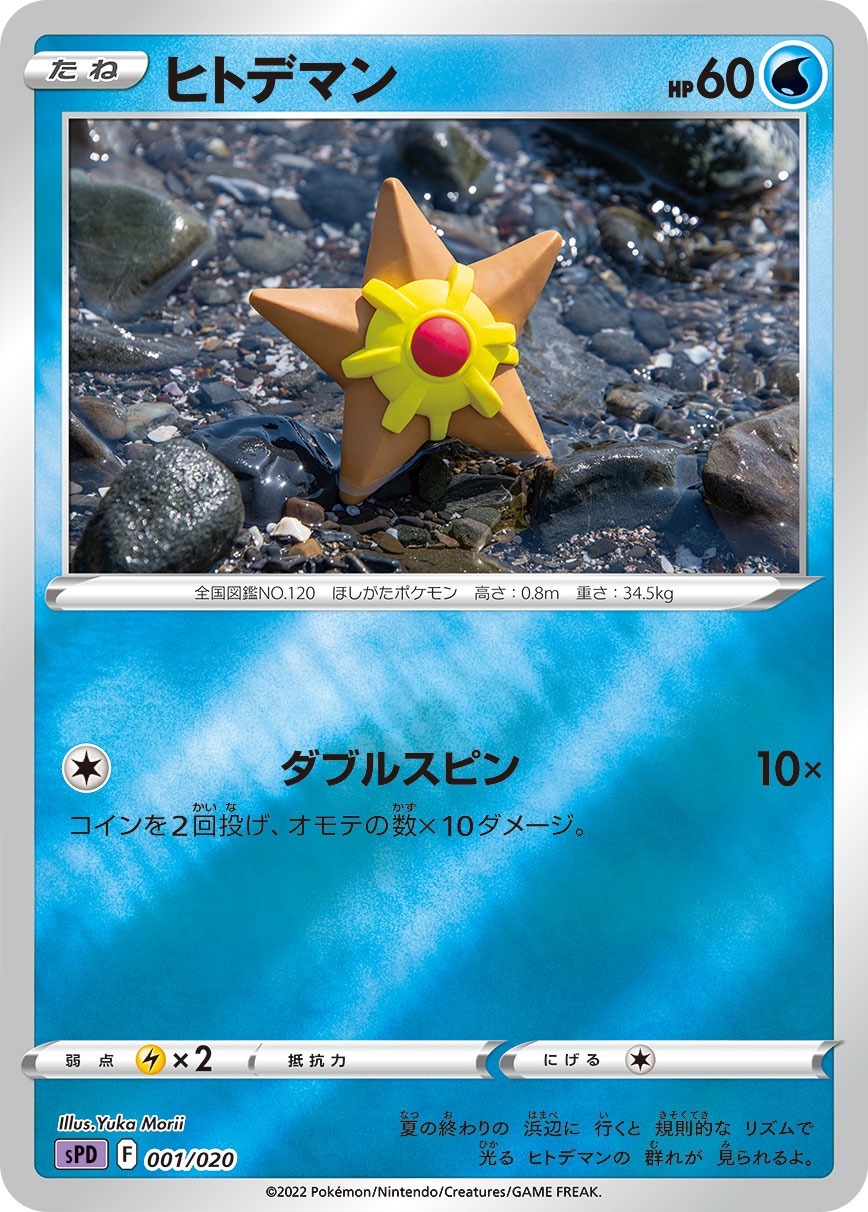 たね ヒトデマン HP60
全国図鑑NO.120 ほしがたポケモン 高さ:0.8m 重さ:34.5kg
ダブルスピン 10×
コインを2回投げ、オモテの数×10ダメージ。
弱点 ×2 抵抗力 にげる
Illus.Yuka Morii
夏の終わりの 浜辺に 行くと 規則的な リズムで
光る ヒトデマンの 群れが 見られるよ。
sPD F 001/020
©2022 Pokémon/Nintendo/Creatures/GAME FREAK.